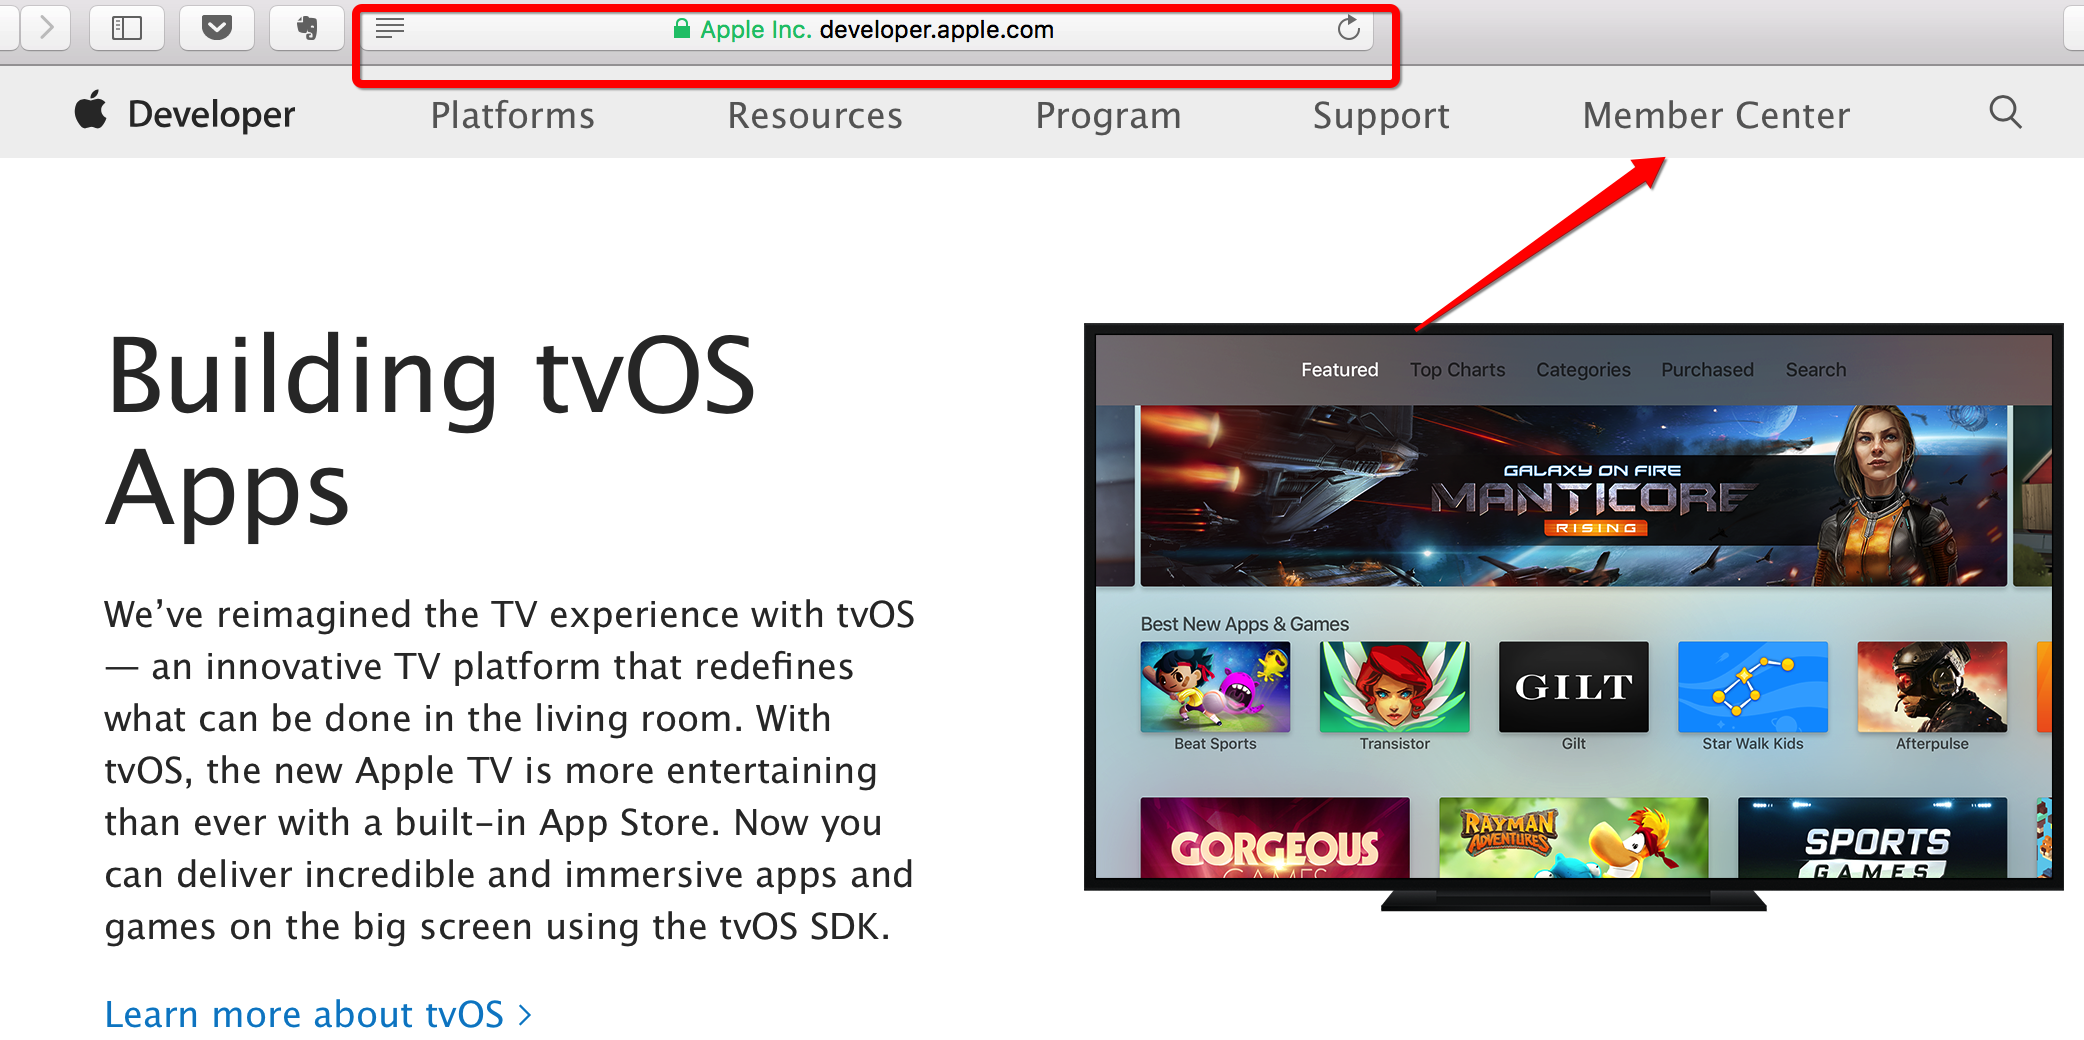 Apple Inc. developer.apple.com
Developer
Platforms
Resources
Program
Support
Member Center
Building tvOS
Apps
We’ve reimagined the TV experience with tvOS
— an innovative TV platform that redefines
what can be done in the living room. With
tvOS, the new Apple TV is more entertaining
than ever with a built-in App Store. Now you
can deliver incredible and immersive apps and
games on the big screen using the tvOS SDK.
Learn more about tvOS >
Featured
Top Charts
Categories
Purchased
Search
GALAXY ON FIRE
MANTICORE
RISING
Best New Apps & Games
GILT
Beat Sports
Transistor
Gilt
Star Walk Kids
Afterpulse
GORGEOUS
GAMES
RAYMAN
ADVENTURES
SPORTS
GAMES